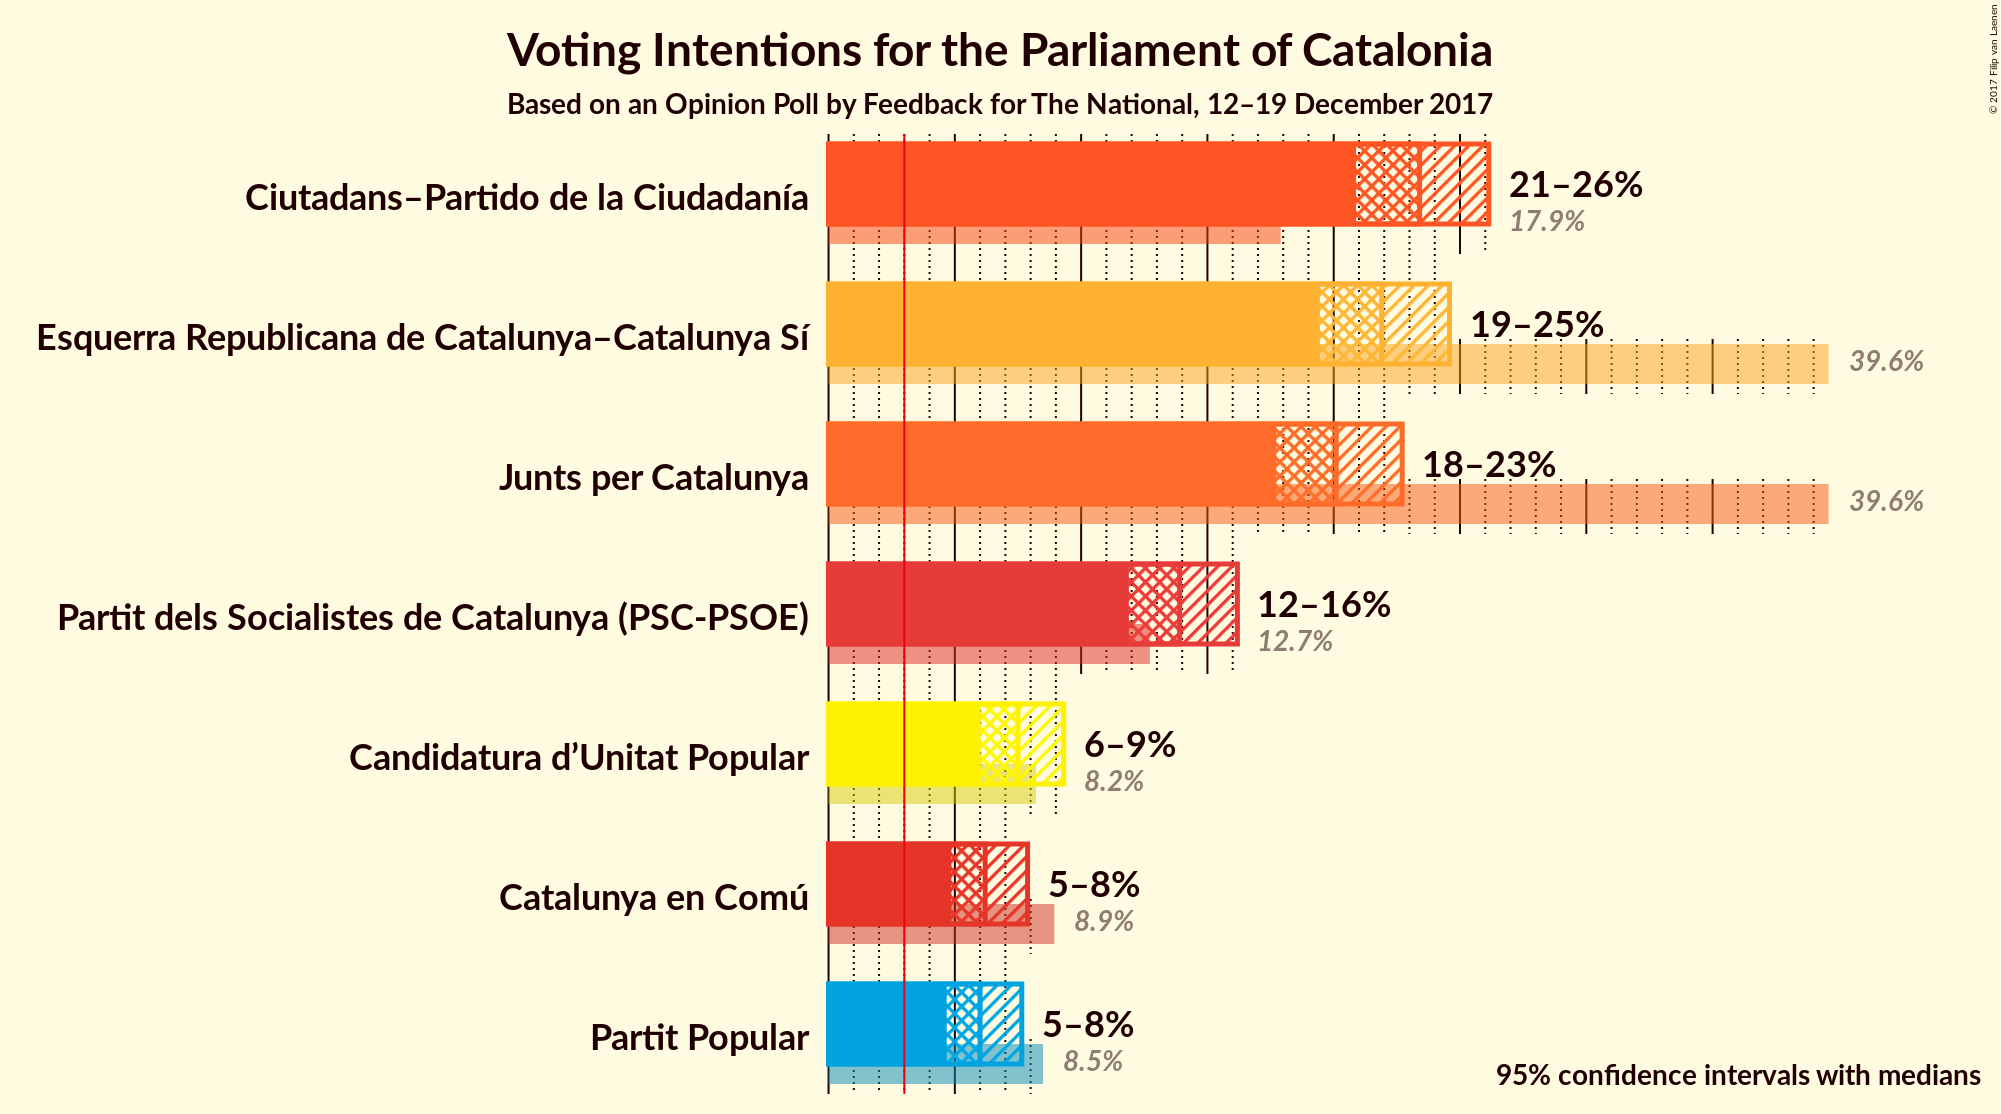 Voting Intentions for the Parliament of Catalonia
Based on an Opinion Poll by Feedback for The National, 12–19 December 2017
© 2017 Filip van Laenen
Ciutadans–Partido de la Ciudadanía
21–26%
17.9%
Esquerra Republicana de Catalunya–Catalunya Sí
19–25%
39.6%
Junts per Catalunya
18–23%
39.6%
Partit dels Socialistes de Catalunya (PSC-PSOE)
12–16%
12.7%
Candidatura d’Unitat Popular
6–9%
8.2%
Catalunya en Comú
5–8%
8.9%
Partit Popular
5–8%
8.5%
95% confidence intervals with medians